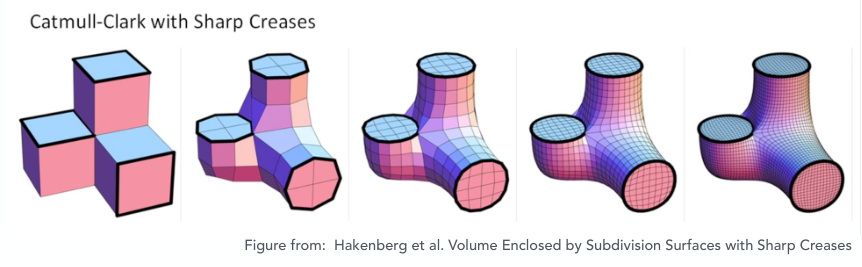 Catmull-Clark with Sharp Creases
Figure from: Hakenberg et al. Volume Enclosed by Subdivision Surfaces with Sharp Creases